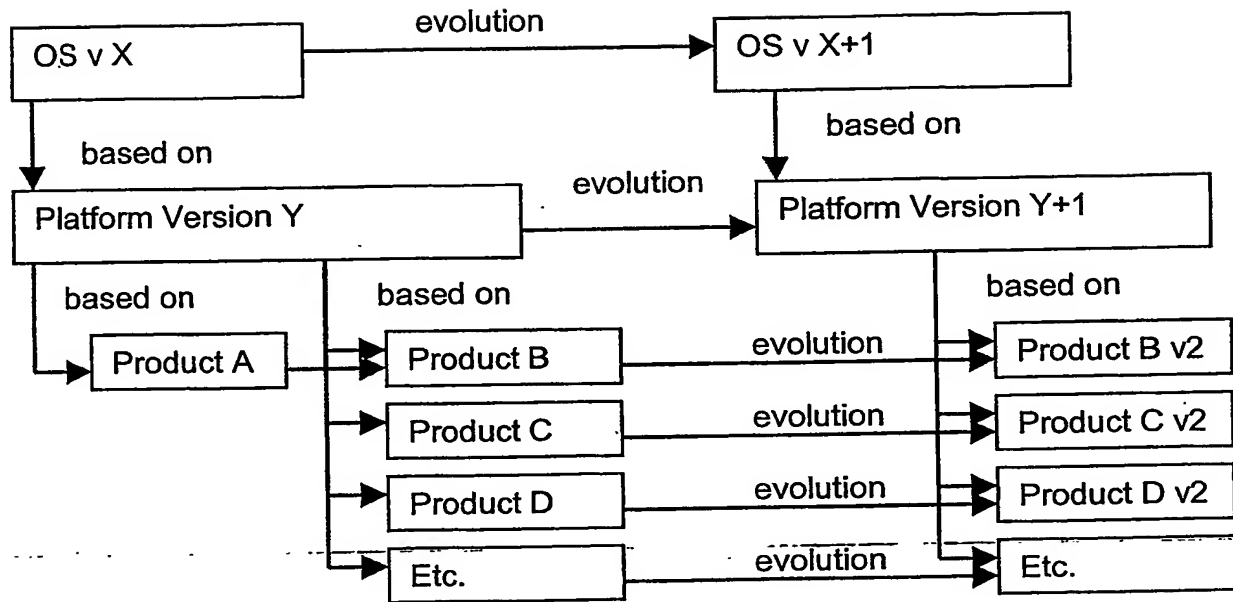 evolution
OS v X
OS v X+1
based on
based on
Platform Version Y
evolution
Platform Version Y+1
based on
based on
based on
Product A
Product B
evolution
Product B v2
Product C
evolution
Product C v2
Product D
evolution
Product D v2
Etc.
evolution
Etc.